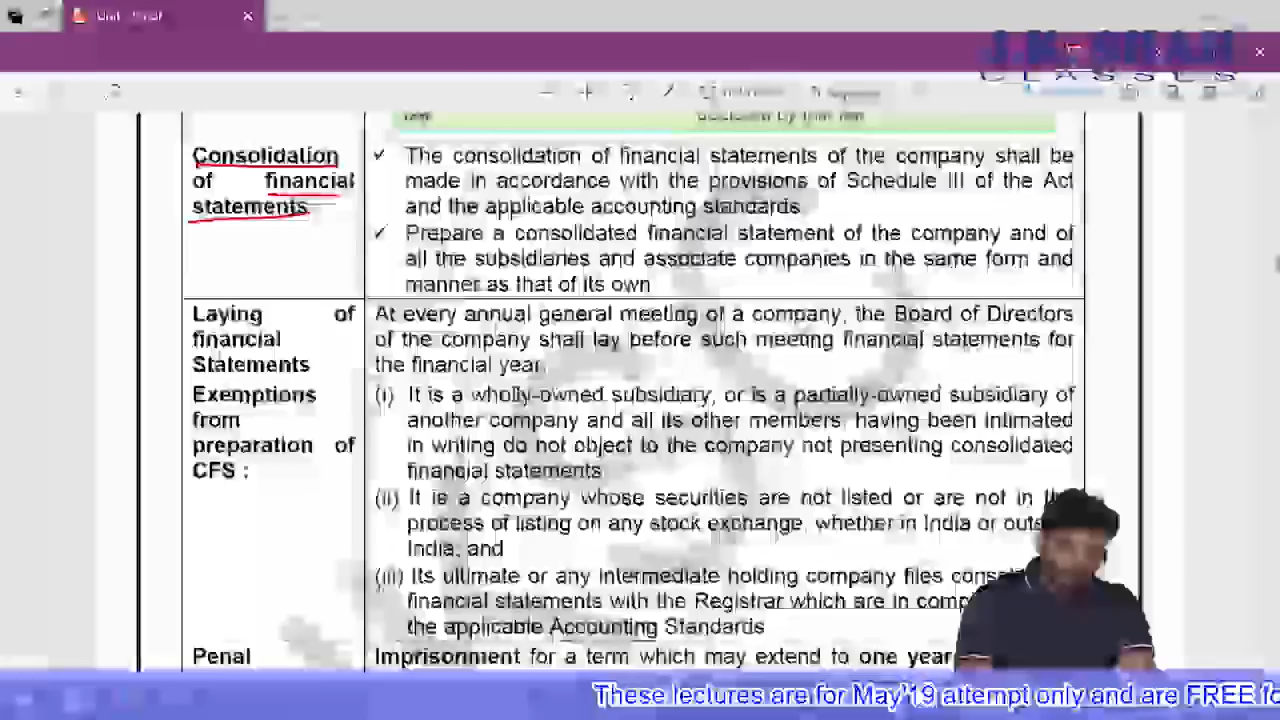 J.K. SHAH
CLASSES
Consolidation of financial statements
✓ The consolidation of financial statements of the company shall be
made in accordance with the provisions of Schedule III of the Act
and the applicable accounting standards
✓ Prepare a consolidated financial statement of the company and of
all the subsidiaries and associate companies in the same form and
manner as that of its own
Laying of financial Statements
At every annual general meeting of a company, the Board of Directors
of the company shall lay before such meeting financial statements for
the financial year.
Exemptions from preparation of CFS :
(i) It is a wholly-owned subsidiary, or is a partially-owned subsidiary of
another company and all its other members, having been intimated
in writing do not object to the company not presenting consolidated
financial statements
(ii) It is a company whose securities are not listed or are not in
process of listing on any stock exchange, whether in India or
India; and
(iii) Its ultimate or any intermediate holding company files
financial statements with the Registrar which are in
the applicable Accounting Standards
Penal
Imprisonment for a term which may extend to one year
These lectures are for May'19 attempt only and are FREE